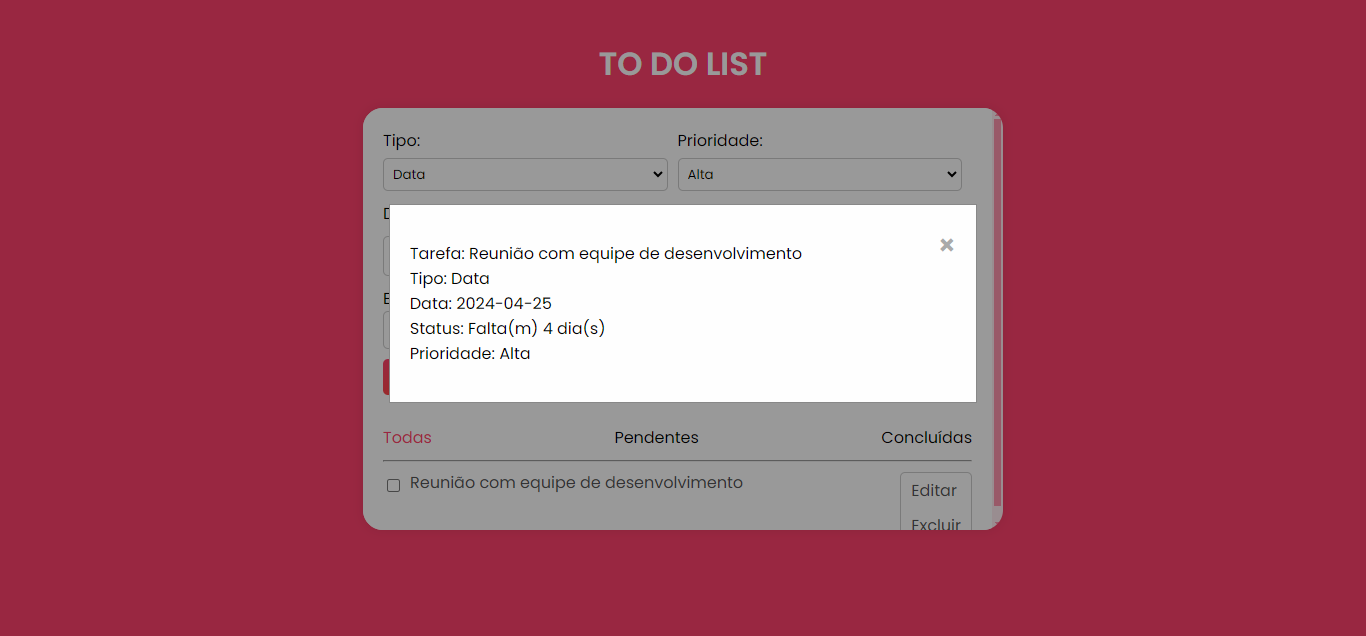 TO DO LIST
Tipo: Prioridade:
Data Alta
Tarefa: Reunião com equipe de desenvolvimento
Tipo: Data
Data: 2024-04-25
Status: Falta(m) 4 dia(s)
Prioridade: Alta
Todas Pendentes Concluídas
Reunião com equipe de desenvolvimento
Editar
Excluir